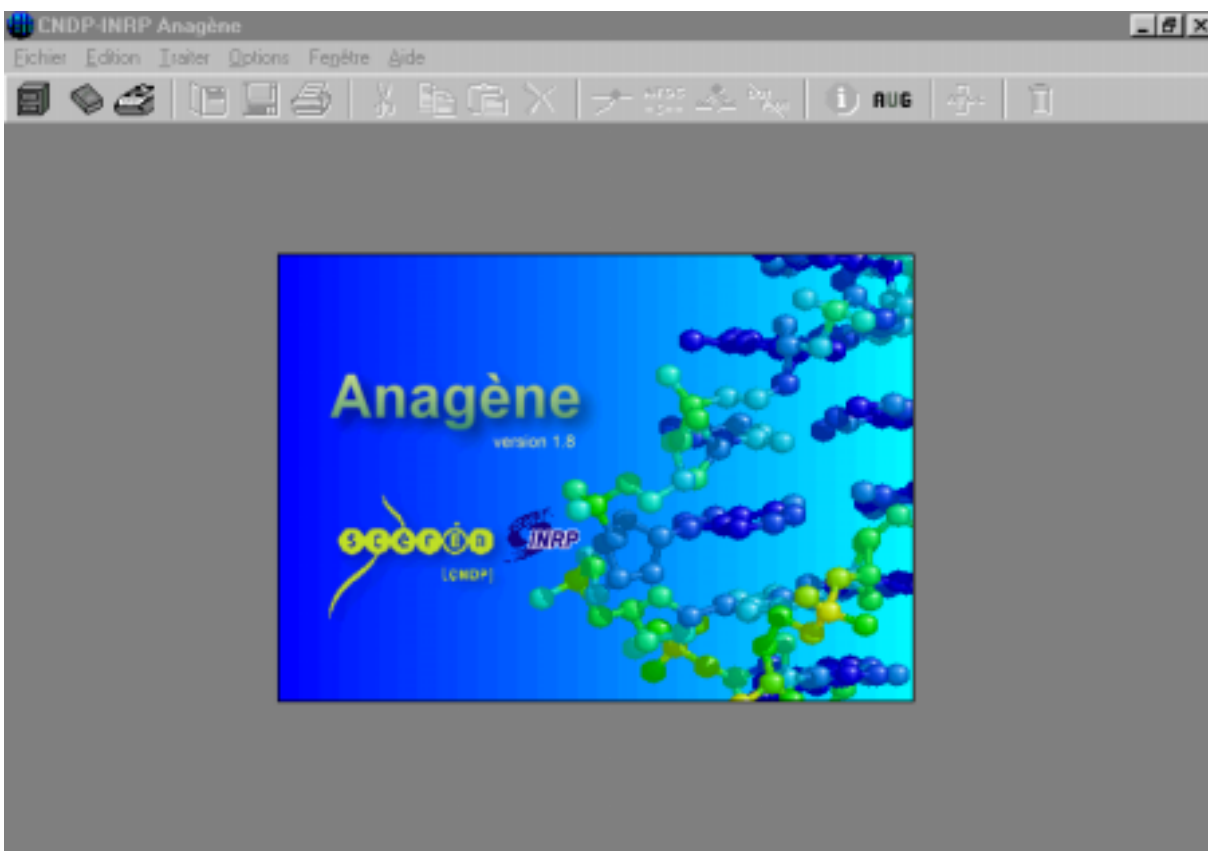 CNDP-INRP Anagène
Fichier Edition Traiter Options Fenêtre Aide
AUG
Anagène
version 1.8
scérén
INRP
[CNDP]